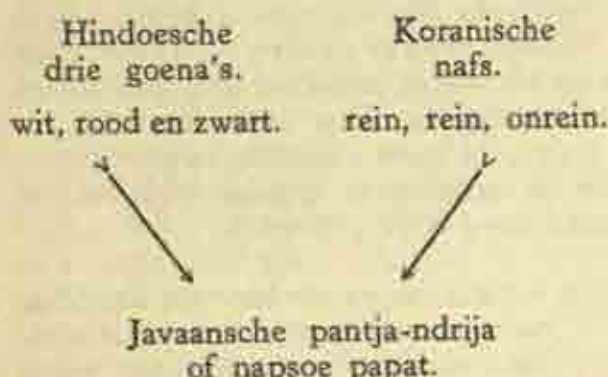 Hindoesche
drie goena's.
wit, rood en zwart.
Koranische
nafs.
rein, rein, onrein.
Javaansche pantja-ndrija
of napsoe papat.